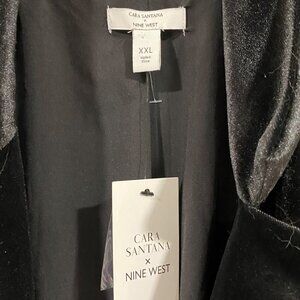 CARA SANTANA
X
NINE WEST
XXL
CARA
SANTANA
X
NINE WEST